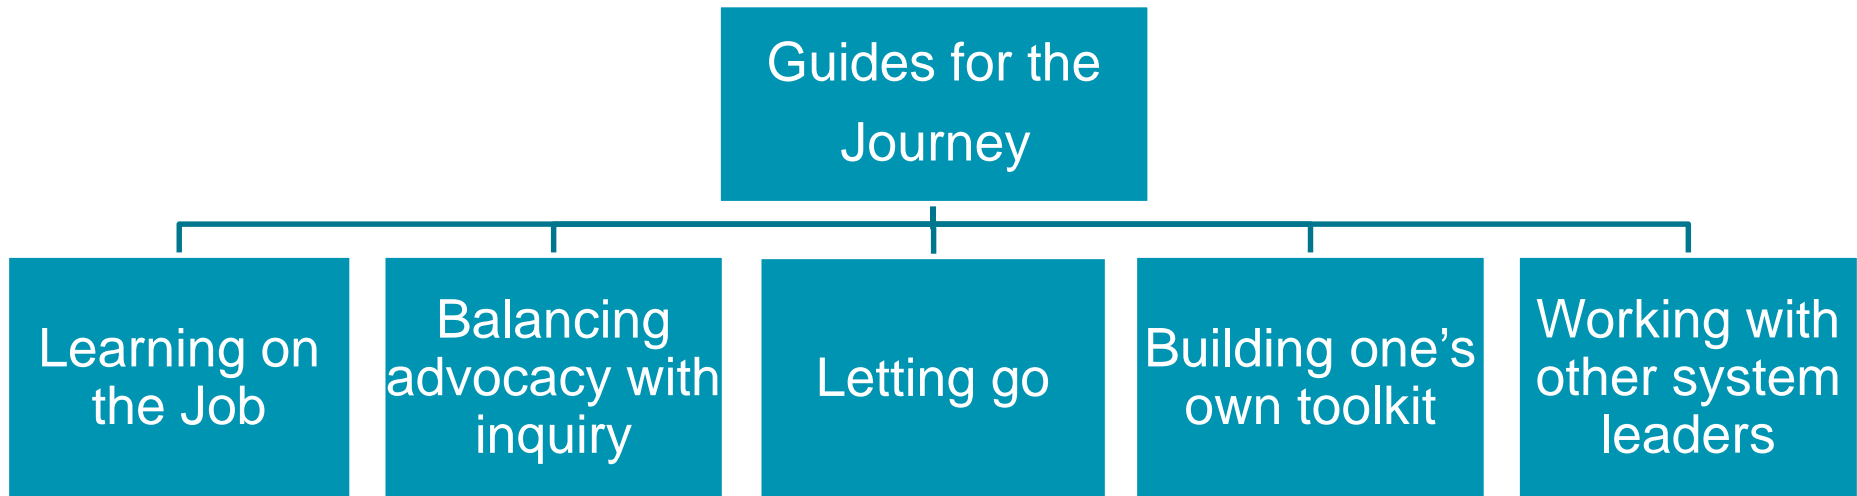 Guides for the
Journey
Learning on
the Job
Balancing
advocacy with
inquiry
Letting go
Building one’s
own toolkit
Working with
other system
leaders